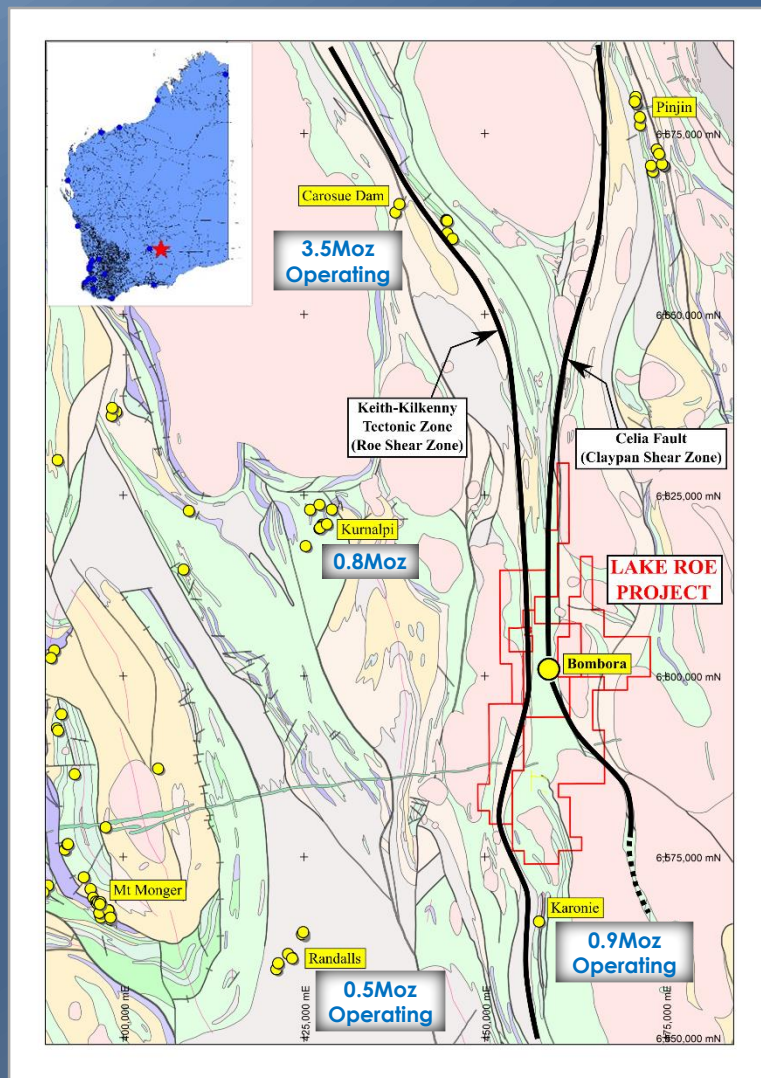 Pinjin
6,675,000 mN
Carosue Dam
3.5Moz
Operating
6,650,000 mN
Keith-Kilkenny
Tectonic Zone
(Roe Shear Zone)
Celia Fault
(Claypan Shear Zone)
6,625,000 mN
Kurnalpi
0.8Moz
LAKE ROE
PROJECT
Bombora
6,600,000 mN
6,575,000 mN
Mt Monger
Karonie
0.9Moz
Operating
Randalls
0.5Moz
Operating
400,000 mE
425,000 mE
450,000 mE
475,000 mE
6,550,000 mN